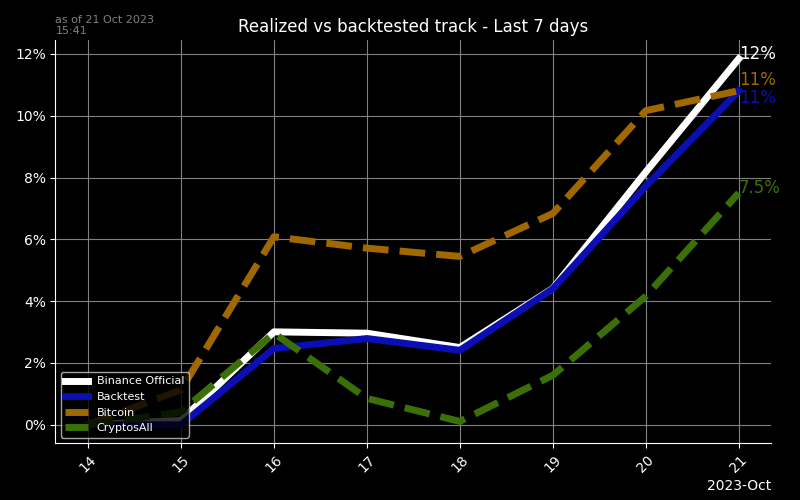 as of 21 Oct 2023
15:41
Realized vs backtested track - Last 7 days
12%
10%
8%
6%
4%
2%
0%
12%
11%
11%
7.5%
Binance Official
Backtest
Bitcoin
CryptosAll
14
15
16
17
18
19
20
21
2023-Oct